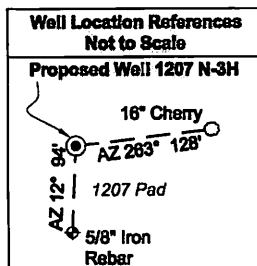 Well Location References
Not to Scale
Proposed Well 1207 N-3H
16" Cherry
AZ 263° 128'
AZ 12° 94'
1207 Pad
5/8" Iron
Rebar